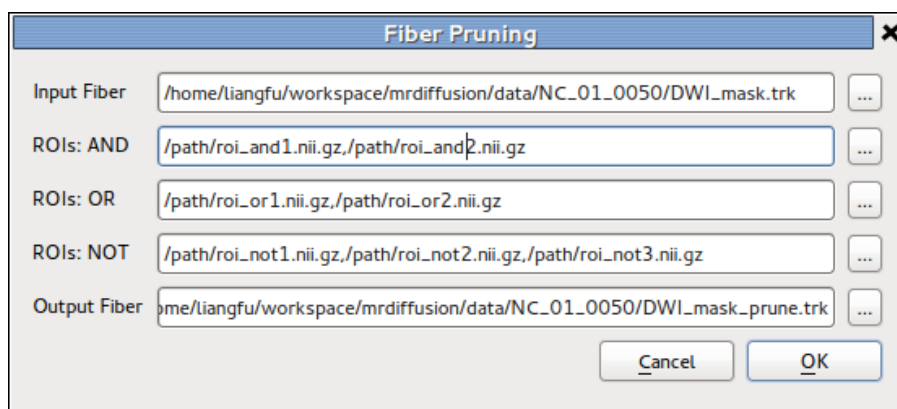 Fiber Pruning
Input Fiber /home/liangfu/workspace/mrdiffusion/data/NC_01_0050/DWI_mask.trk ...
ROIs: AND /path/roi_and1.nii.gz,/path/roi_and2.nii.gz ...
ROIs: OR /path/roi_or1.nii.gz,/path/roi_or2.nii.gz ...
ROIs: NOT /path/roi_not1.nii.gz,/path/roi_not2.nii.gz,/path/roi_not3.nii.gz ...
Output Fiber ome/liangfu/workspace/mrdiffusion/data/NC_01_0050/DWI_mask_prune.trk ...
Cancel OK